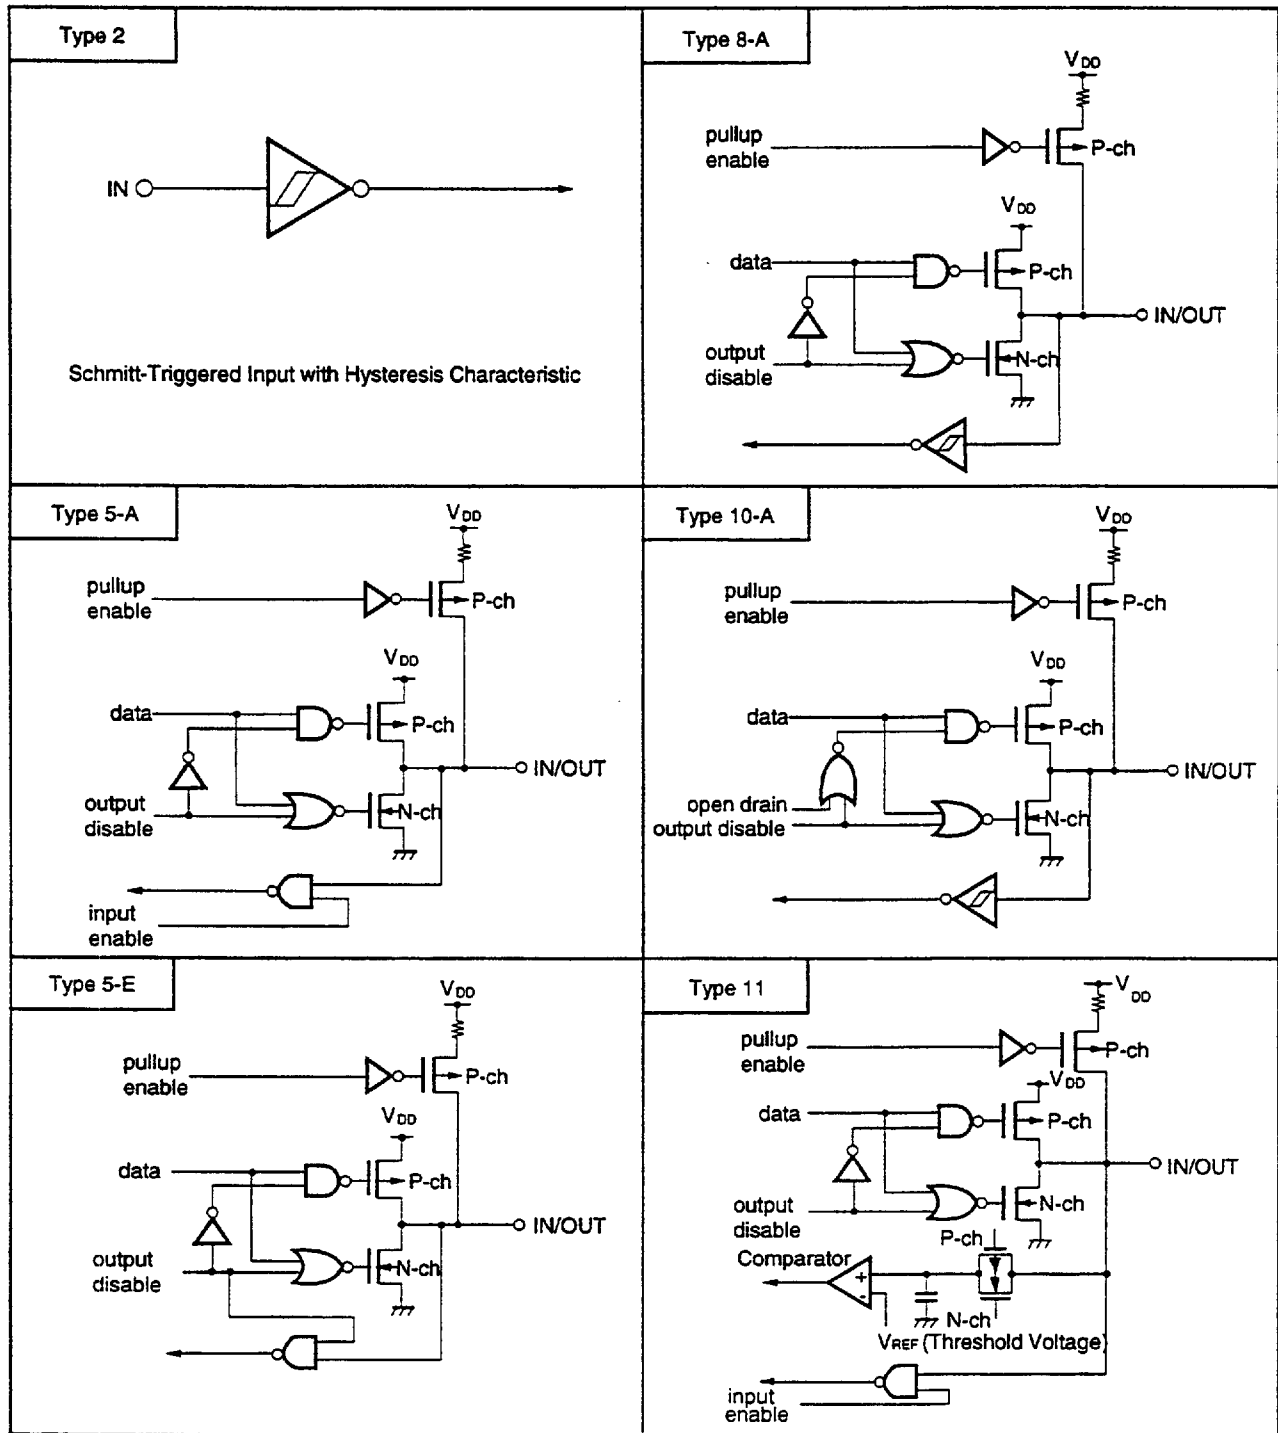 Type 2
IN
Schmitt-Triggered Input with Hysteresis Characteristic
Type 8-A
VDD
pullup
enable
P-ch
VDD
data
P-ch
IN/OUT
output
disable
N-ch
Type 5-A
VDD
pullup
enable
P-ch
VDD
data
P-ch
IN/OUT
output
disable
N-ch
input
enable
Type 10-A
VDD
pullup
enable
P-ch
VDD
data
P-ch
IN/OUT
open drain
output disable
N-ch
Type 5-E
VDD
pullup
enable
P-ch
VDD
data
P-ch
IN/OUT
output
disable
N-ch
Type 11
VDD
pullup
enable
P-ch
VDD
data
P-ch
IN/OUT
output
disable
N-ch
P-ch
Comparator
+
-
N-ch
VREF (Threshold Voltage)
input
enable